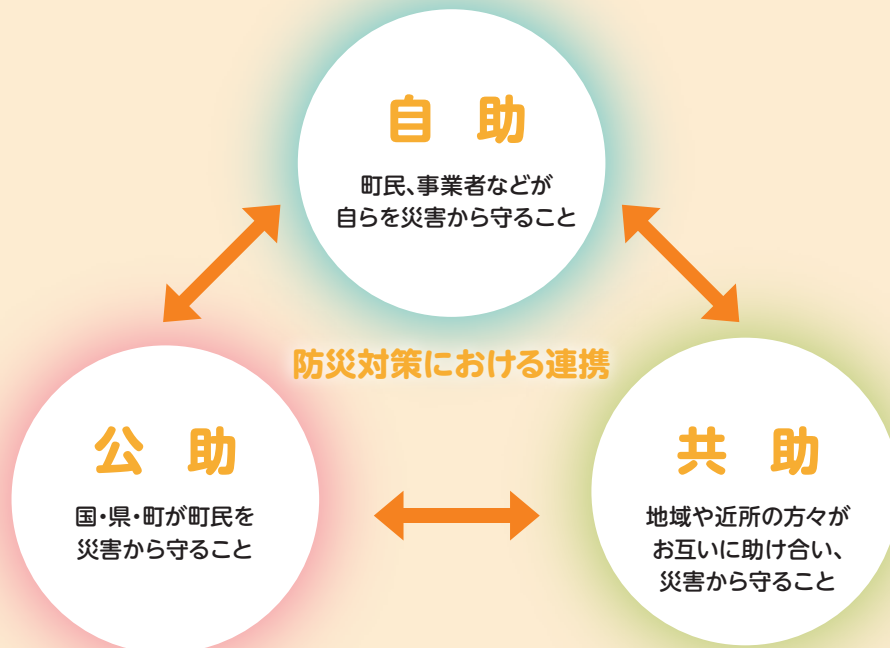 自 助
町民、事業者などが
自らを災害から守ること
防災対策における連携
公 助
国・県・町が町民を
災害から守ること
共 助
地域や近所の方々が
お互いに助け合い、
災害から守ること